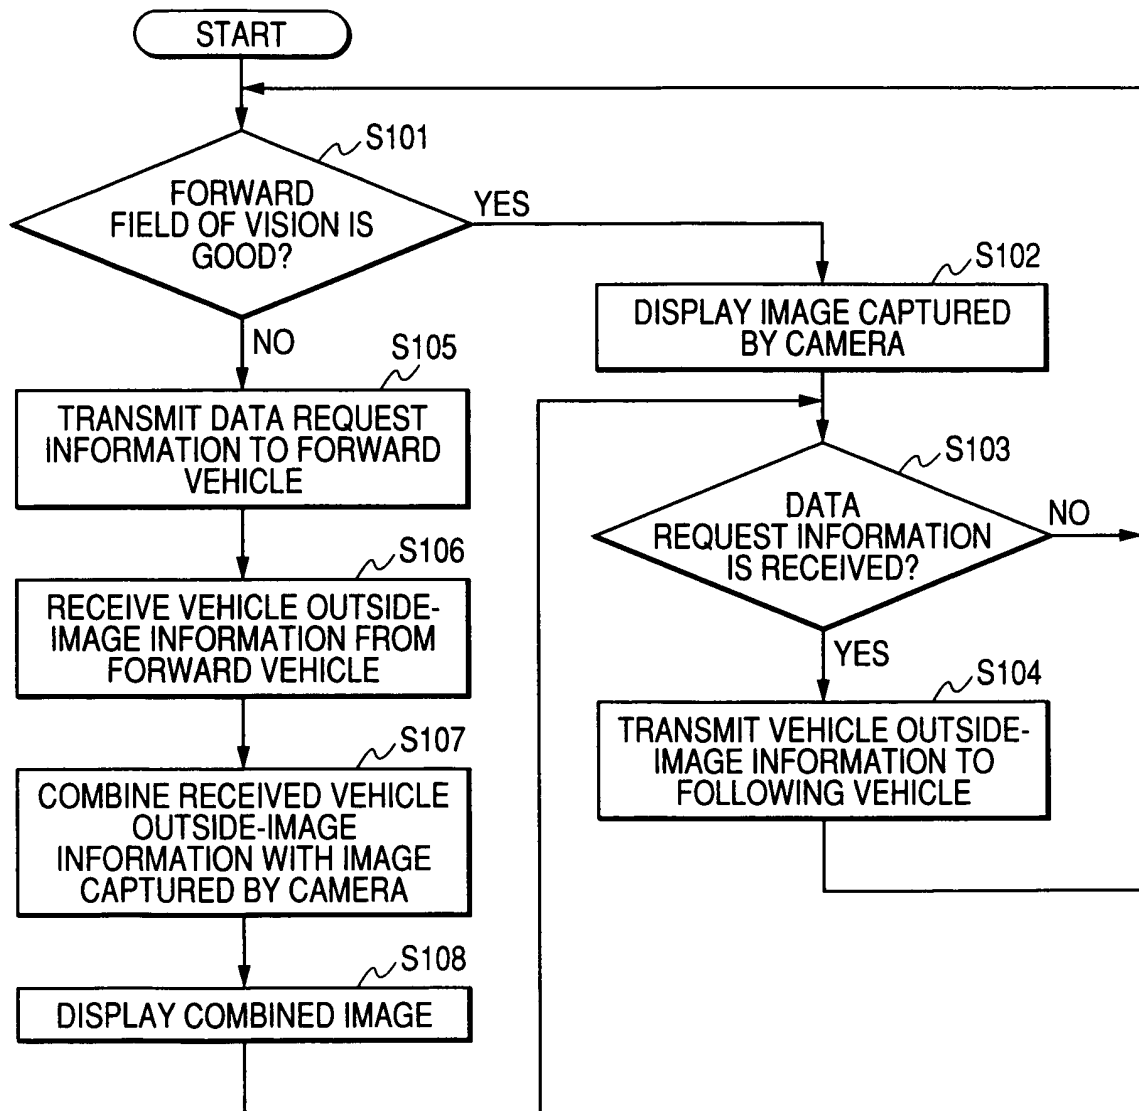 START
S101
FORWARD
FIELD OF VISION IS
GOOD?
YES
NO
S102
DISPLAY IMAGE CAPTURED
BY CAMERA
S105
TRANSMIT DATA REQUEST
INFORMATION TO FORWARD
VEHICLE
S103
DATA
REQUEST INFORMATION
IS RECEIVED?
NO
YES
S106
RECEIVE VEHICLE OUTSIDE-
IMAGE INFORMATION FROM
FORWARD VEHICLE
S104
TRANSMIT VEHICLE OUTSIDE-
IMAGE INFORMATION TO
FOLLOWING VEHICLE
S107
COMBINE RECEIVED VEHICLE
OUTSIDE-IMAGE
INFORMATION WITH IMAGE
CAPTURED BY CAMERA
S108
DISPLAY COMBINED IMAGE